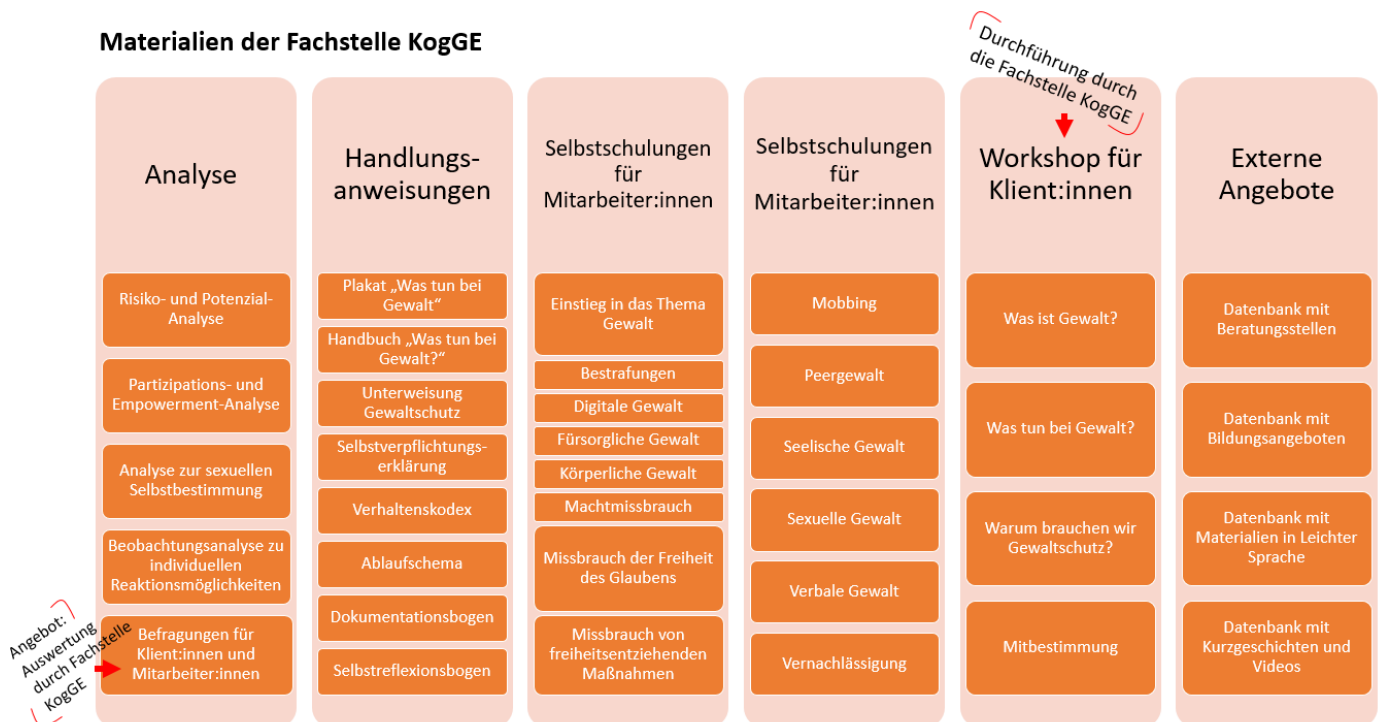 Materialien der Fachstelle KogGE
Analyse
Risiko- und Potenzial-
Analyse
Partizipations- und
Empowerment-Analyse
Analyse zur sexuellen
Selbstbestimmung
Beobachtungsanalyse zu
individuellen
Reaktionsmöglichkeiten
Befragungen für
Klient:innen und
Mitarbeiter:innen
Angebot:
Auswertung
durch Fachstelle
KogGE
Handlungs-
anweisungen
Plakat „Was tun bei
Gewalt“
Handbuch „Was tun bei
Gewalt?“
Unterweisung
Gewaltschutz
Selbstverpflichtungs-
erklärung
Verhaltenskodex
Ablaufschema
Dokumentationsbogen
Selbstreflexionsbogen
Selbstschulungen
für
Mitarbeiter:innen
Einstieg in das Thema
Gewalt
Bestrafungen
Digitale Gewalt
Fürsorgliche Gewalt
Körperliche Gewalt
Machtmissbrauch
Missbrauch der Freiheit
des Glaubens
Missbrauch von
freiheitsentziehenden
Maßnahmen
Selbstschulungen
für
Mitarbeiter:innen
Mobbing
Peergewalt
Seelische Gewalt
Sexuelle Gewalt
Verbale Gewalt
Vernachlässigung
Durchführung durch
die Fachstelle KogGE
Workshop für
Klient:innen
Was ist Gewalt?
Was tun bei Gewalt?
Warum brauchen wir
Gewaltschutz?
Mitbestimmung
Externe
Angebote
Datenbank mit
Beratungsstellen
Datenbank mit
Bildungsangeboten
Datenbank mit
Materialien in Leichter
Sprache
Datenbank mit
Kurzgeschichten und
Videos